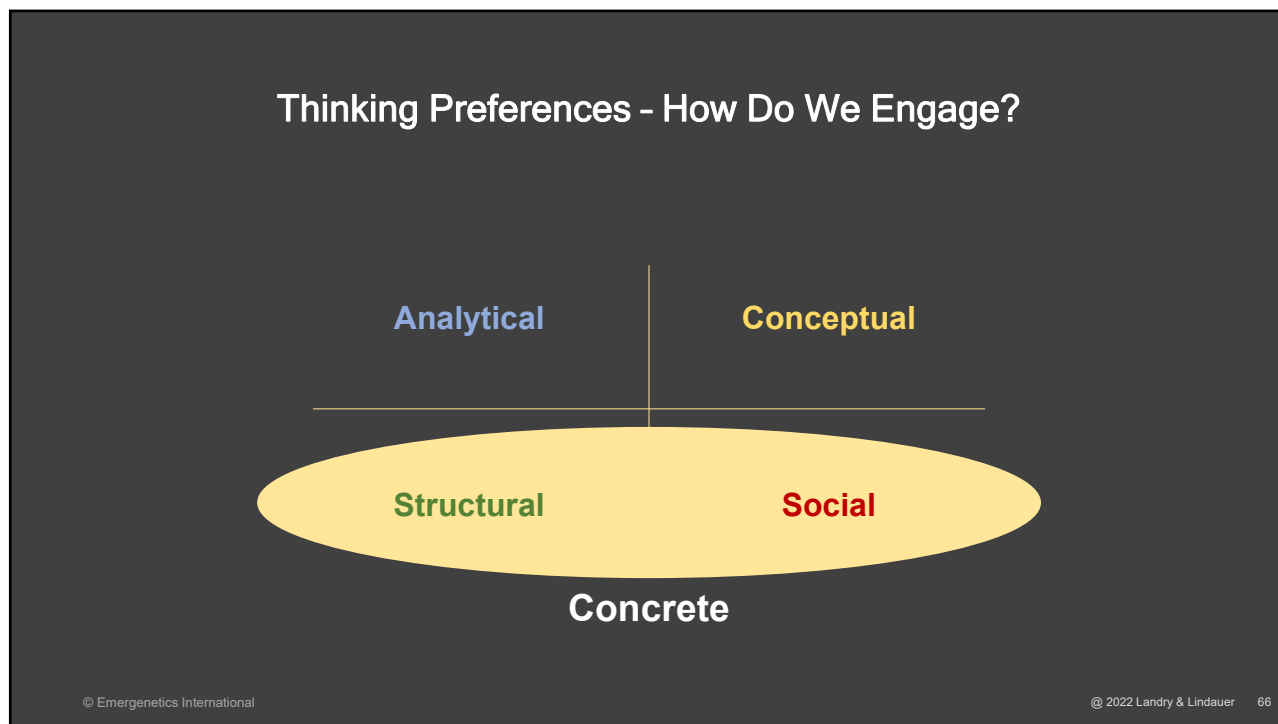 Thinking Preferences - How Do We Engage?
Analytical Conceptual
Structural Social
Concrete
© Emergenetics International @ 2022 Landry & Lindauer 66